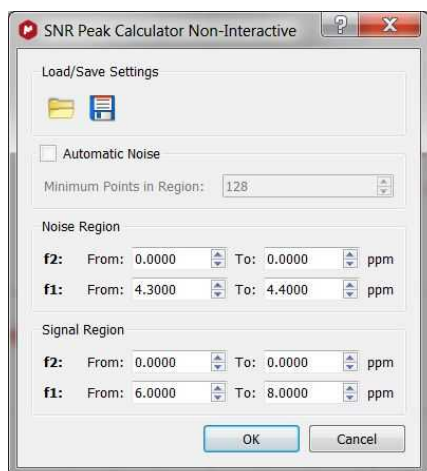 SNR Peak Calculator Non-Interactive
Load/Save Settings
Automatic Noise
Minimum Points in Region: 128
Noise Region
f2: From: 0.0000 To: 0.0000 ppm
f1: From: 4.3000 To: 4.4000 ppm
Signal Region
f2: From: 0.0000 To: 0.0000 ppm
f1: From: 6.0000 To: 8.0000 ppm
OK Cancel